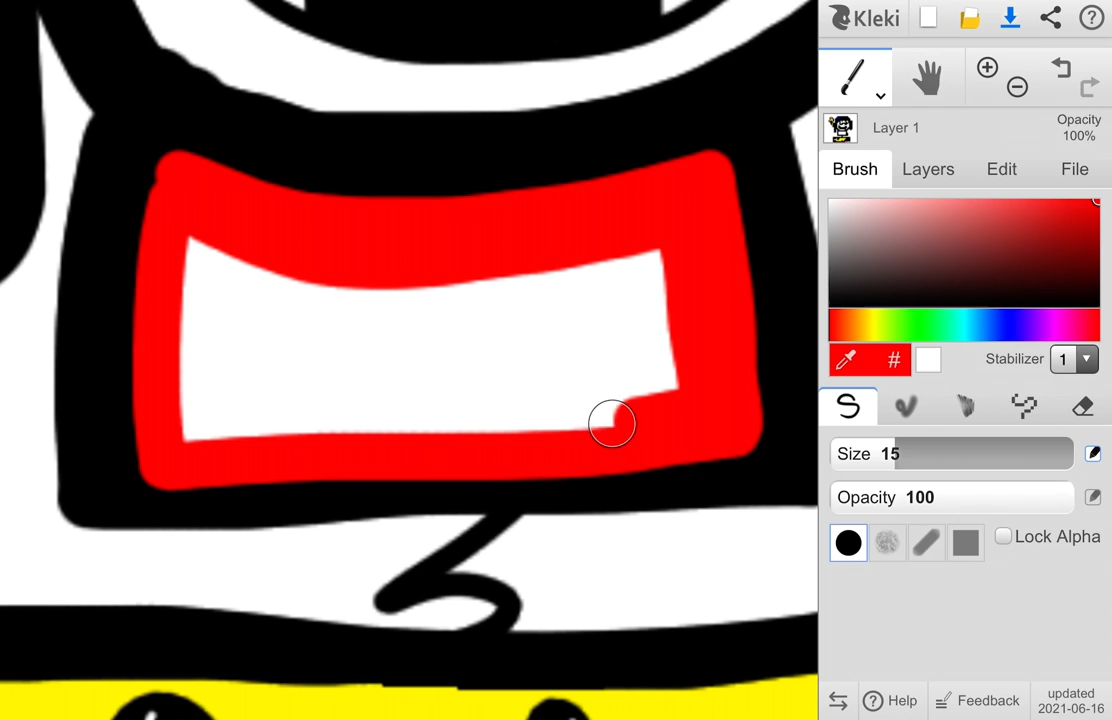 Kleki
?
Layer 1
Opacity
100%
Brush
Layers
Edit
File
#
Stabilizer
1
Size 15
Opacity 100
Lock Alpha
? Help
Feedback
updated
2021-06-16